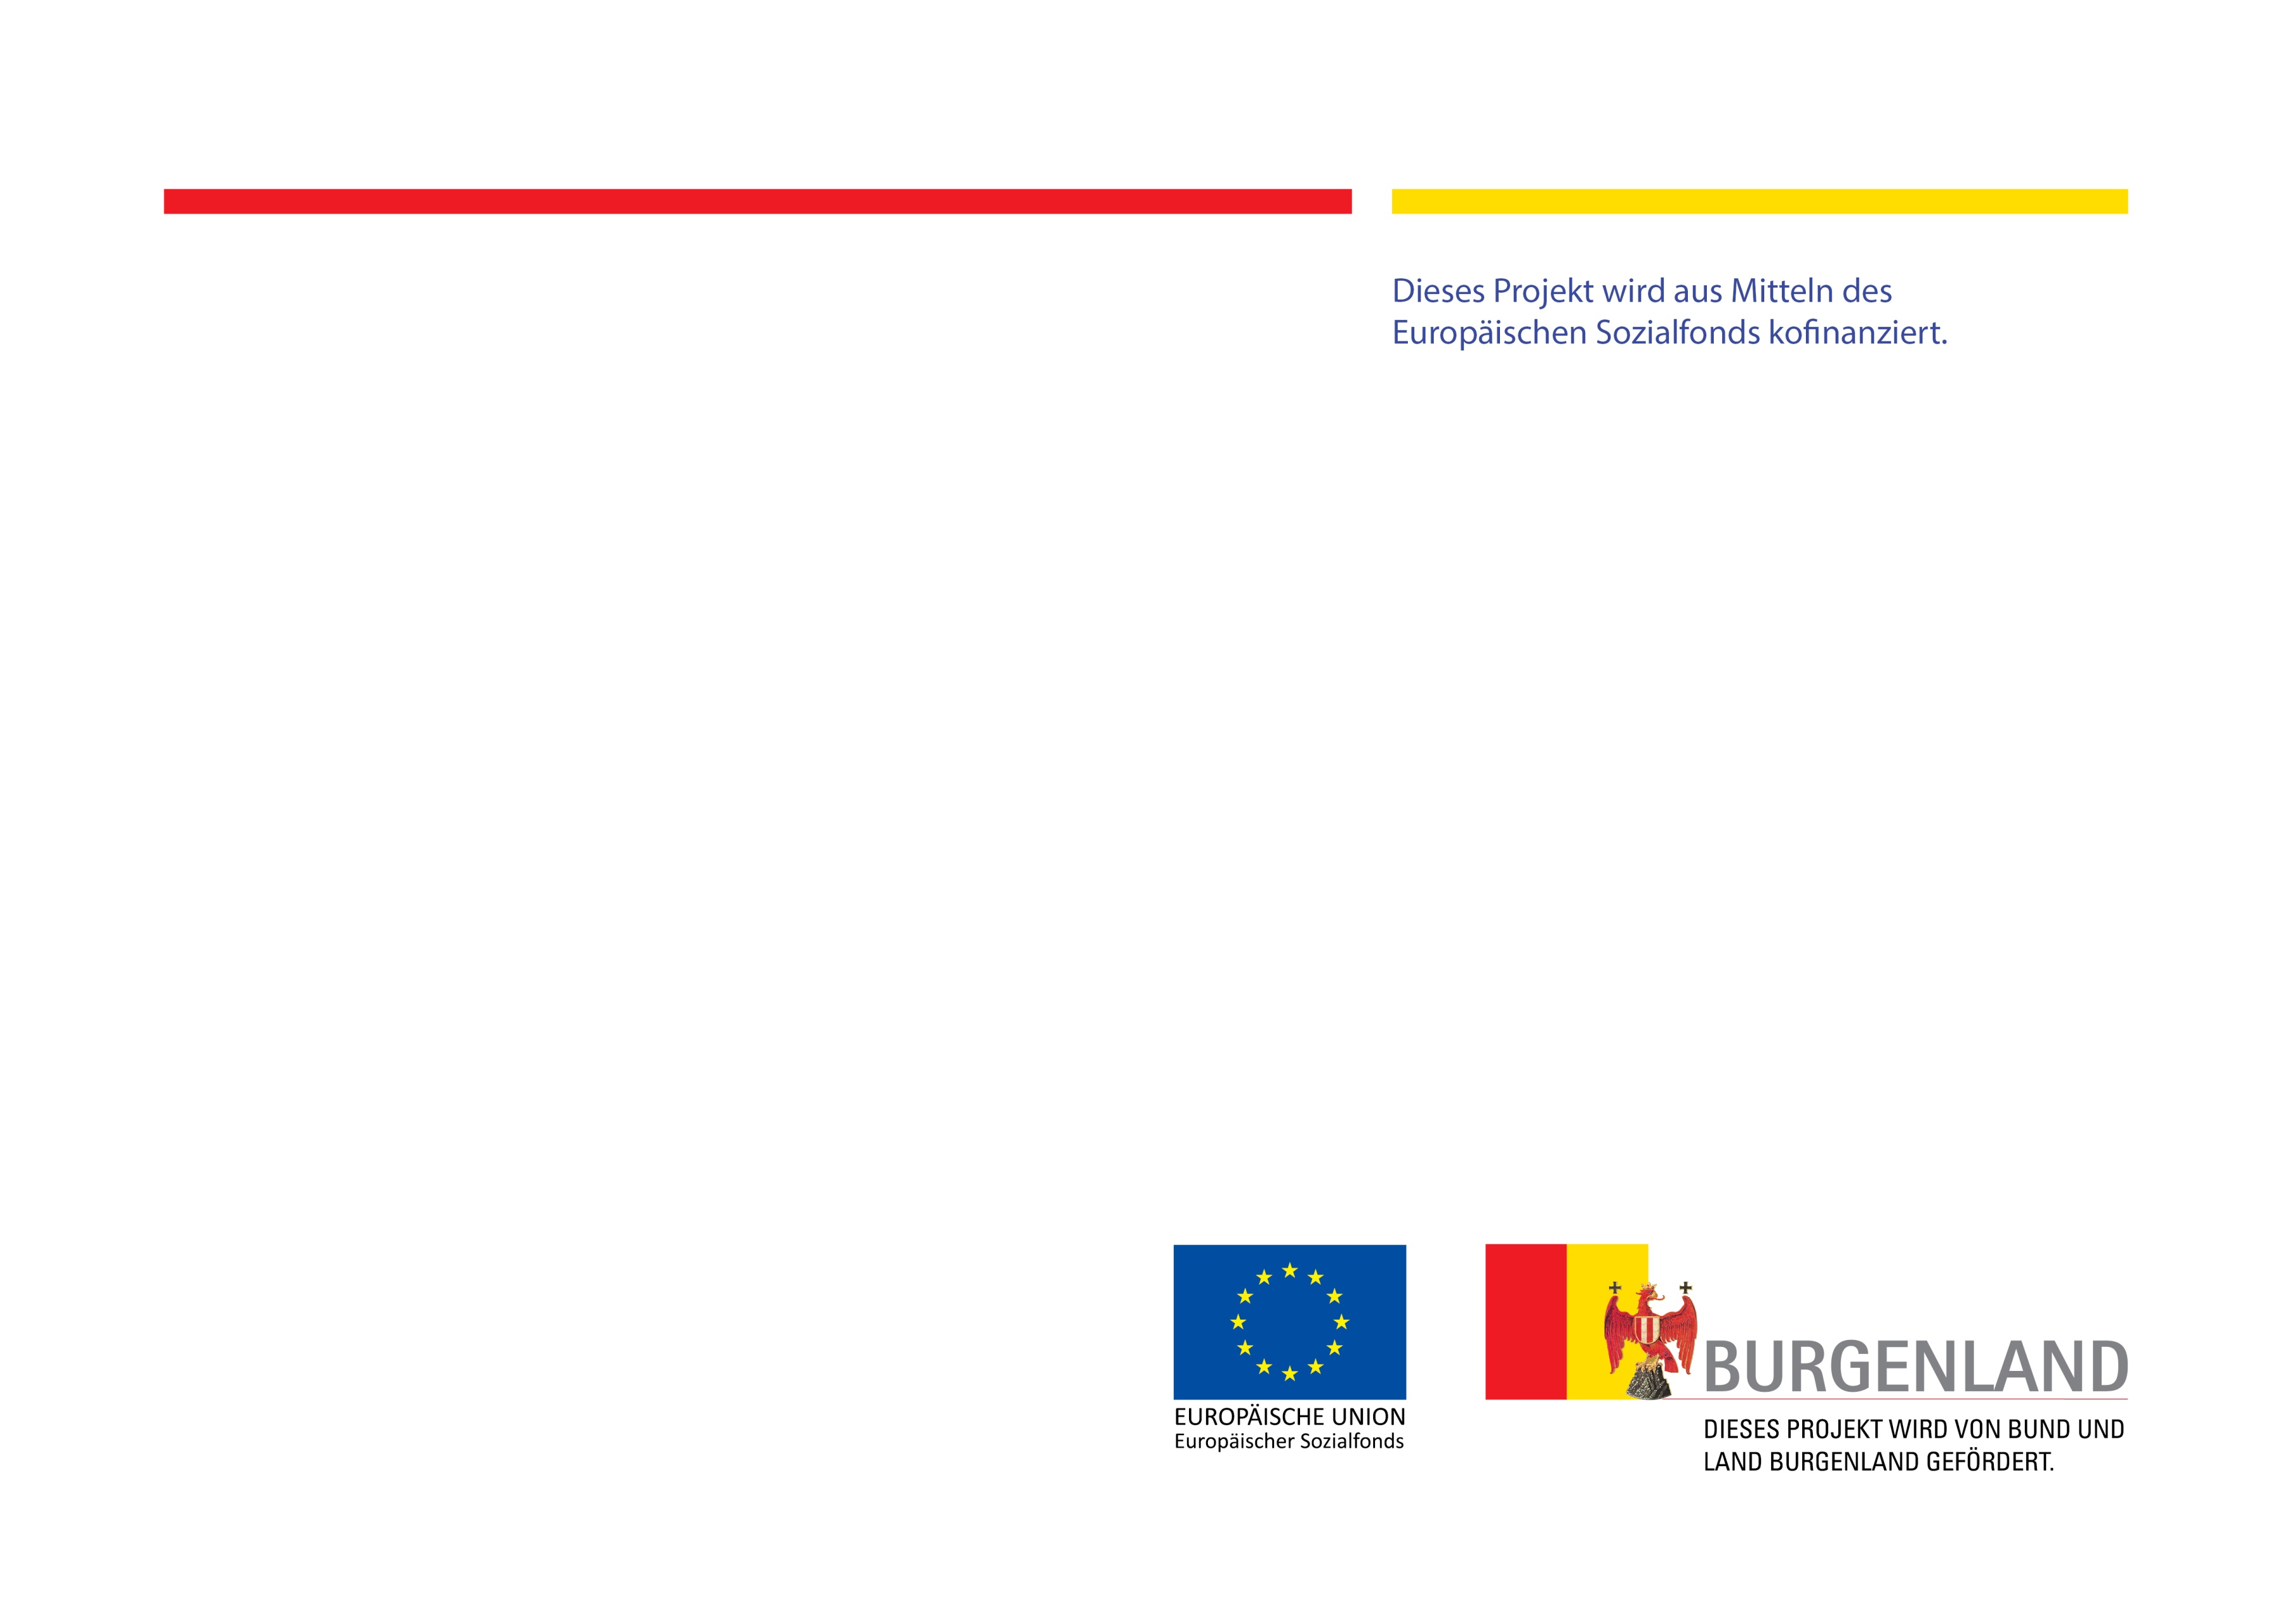 Dieses Projekt wird aus Mitteln des
Europäischen Sozialfonds kofinanziert.
EUROPÄISCHE UNION
Europäischer Sozialfonds
BURGENLAND
DIESES PROJEKT WIRD VON BUND UND
LAND BURGENLAND GEFÖRDERT.